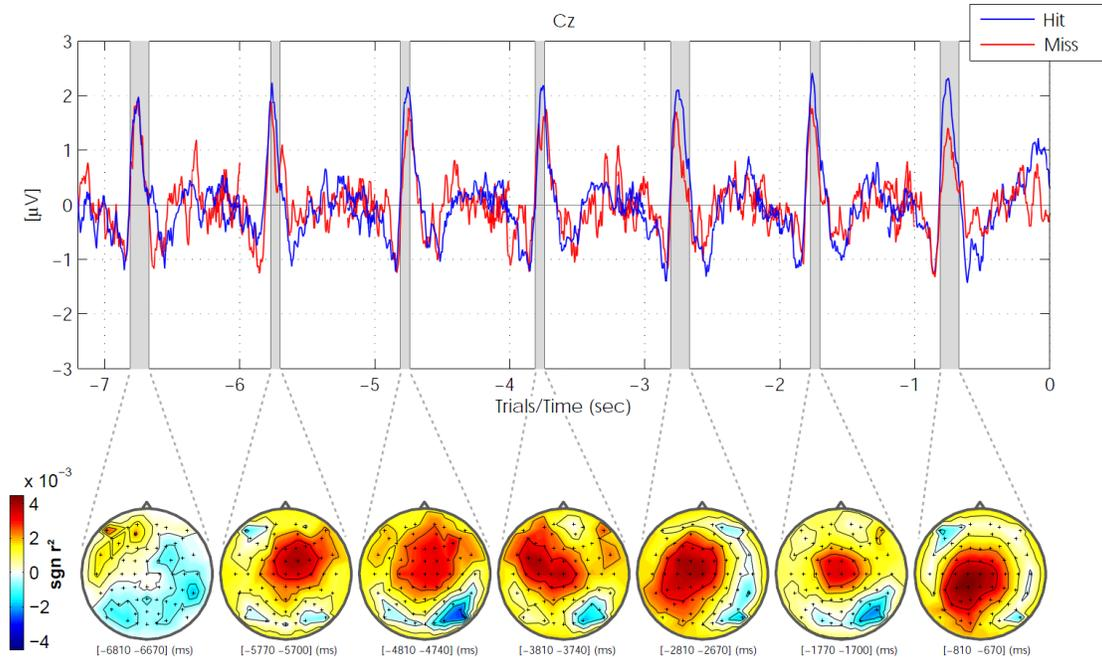 Cz
Hit
Miss
3
2
1
0
−1
−2
−3
[µV]
−7
−6
−5
−4
−3
−2
−1
0
Trials/Time (sec)
x 10−3
4
2
0
−2
−4
sgn r²
[−6810 −6670] (ms)
[−5770 −5700] (ms)
[−4810 −4740] (ms)
[−3810 −3740] (ms)
[−2810 −2670] (ms)
[−1770 −1700] (ms)
[−810 −670] (ms)